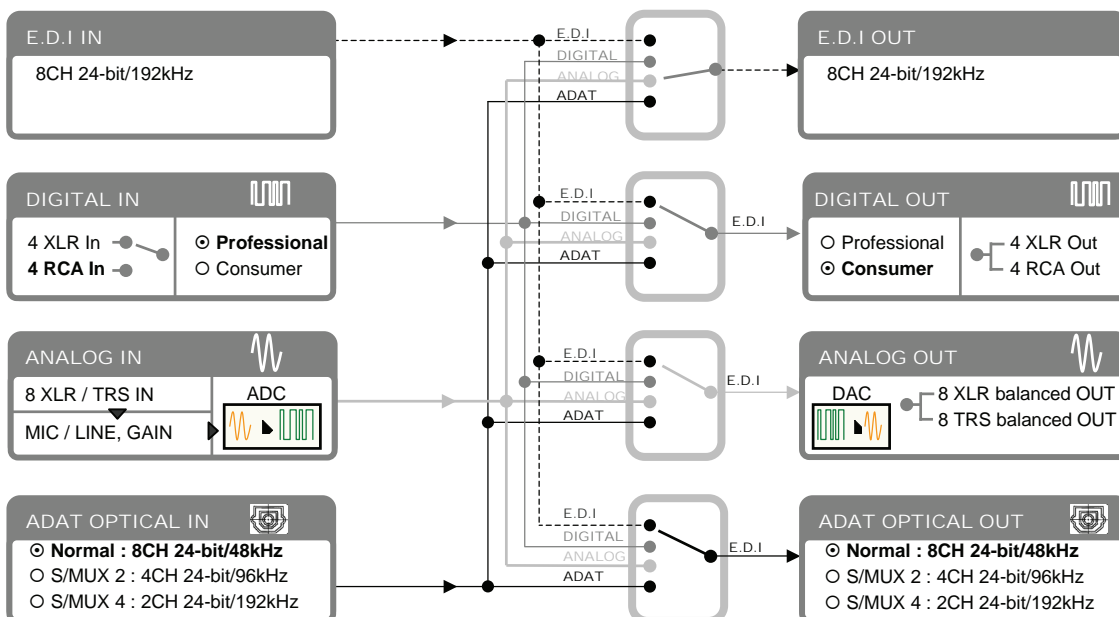 E.D.I IN
8CH 24-bit/192kHz
E.D.I
DIGITAL
ANALOG
ADAT
E.D.I OUT
8CH 24-bit/192kHz
DIGITAL IN
4 XLR In
4 RCA In
Professional
Consumer
E.D.I
DIGITAL
ANALOG
ADAT
E.D.I
DIGITAL OUT
Professional
Consumer
4 XLR Out
4 RCA Out
ANALOG IN
8 XLR / TRS IN
MIC / LINE, GAIN
ADC
E.D.I
DIGITAL
ANALOG
ADAT
E.D.I
ANALOG OUT
DAC
8 XLR balanced OUT
8 TRS balanced OUT
ADAT OPTICAL IN
Normal : 8CH 24-bit/48kHz
S/MUX 2 : 4CH 24-bit/96kHz
S/MUX 4 : 2CH 24-bit/192kHz
E.D.I
DIGITAL
ANALOG
ADAT
E.D.I
ADAT OPTICAL OUT
Normal : 8CH 24-bit/48kHz
S/MUX 2 : 4CH 24-bit/96kHz
S/MUX 4 : 2CH 24-bit/192kHz